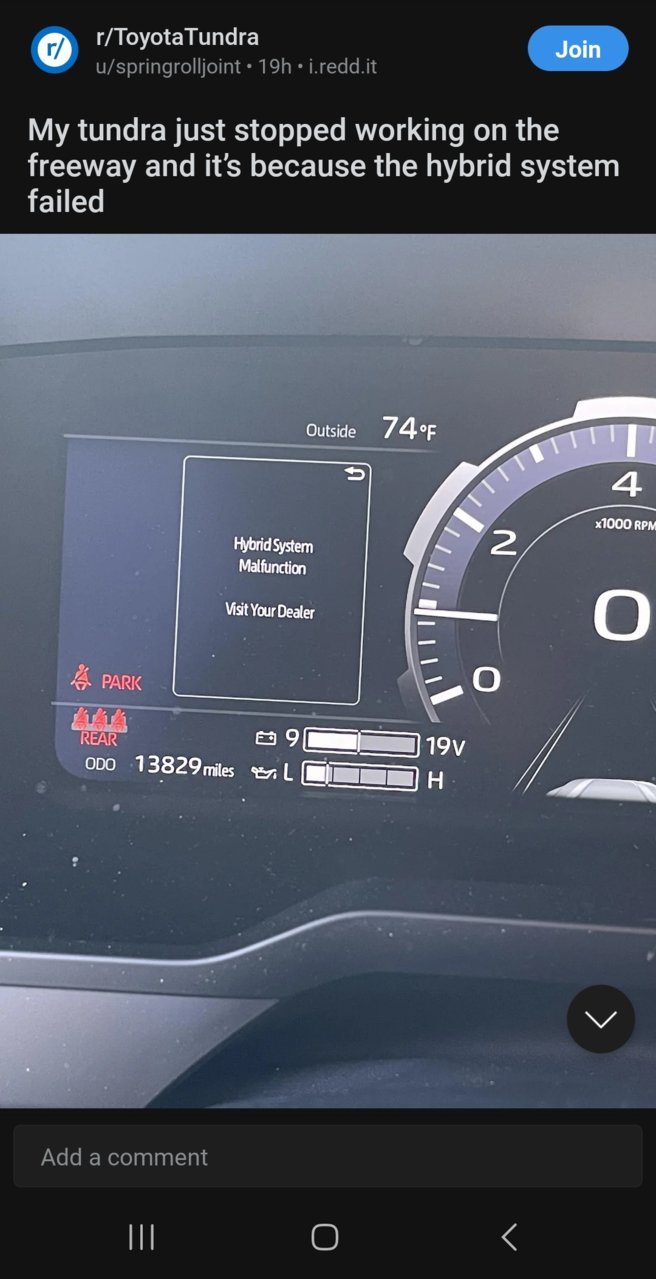 r/
r/ToyotaTundra
u/springrolljoint • 19h • i.redd.it
Join
My tundra just stopped working on the
freeway and it’s because the hybrid system
failed
Outside 74°F
Hybrid System
Malfunction
Visit Your Dealer
4
x1000 RPM
2
0
0
PARK
REAR
9 19V
ODO 13829 miles L H
Add a comment